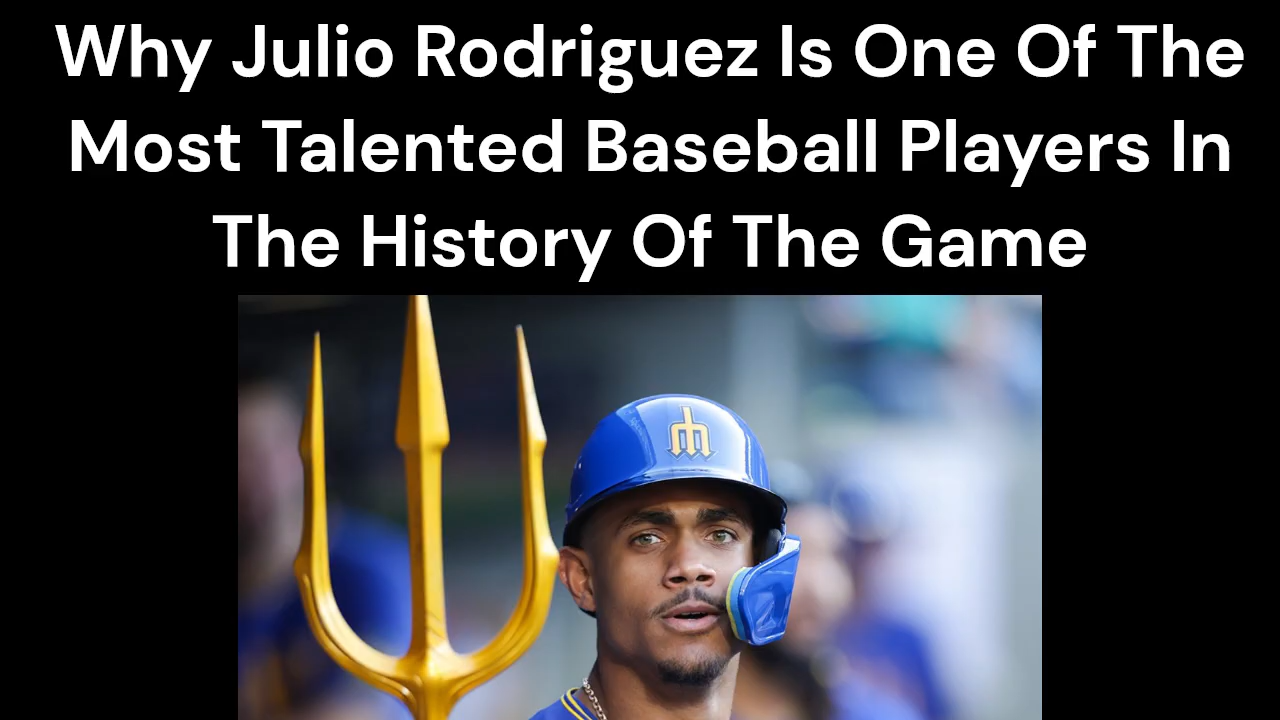 Why Julio Rodriguez Is One Of The
Most Talented Baseball Players In
The History Of The Game